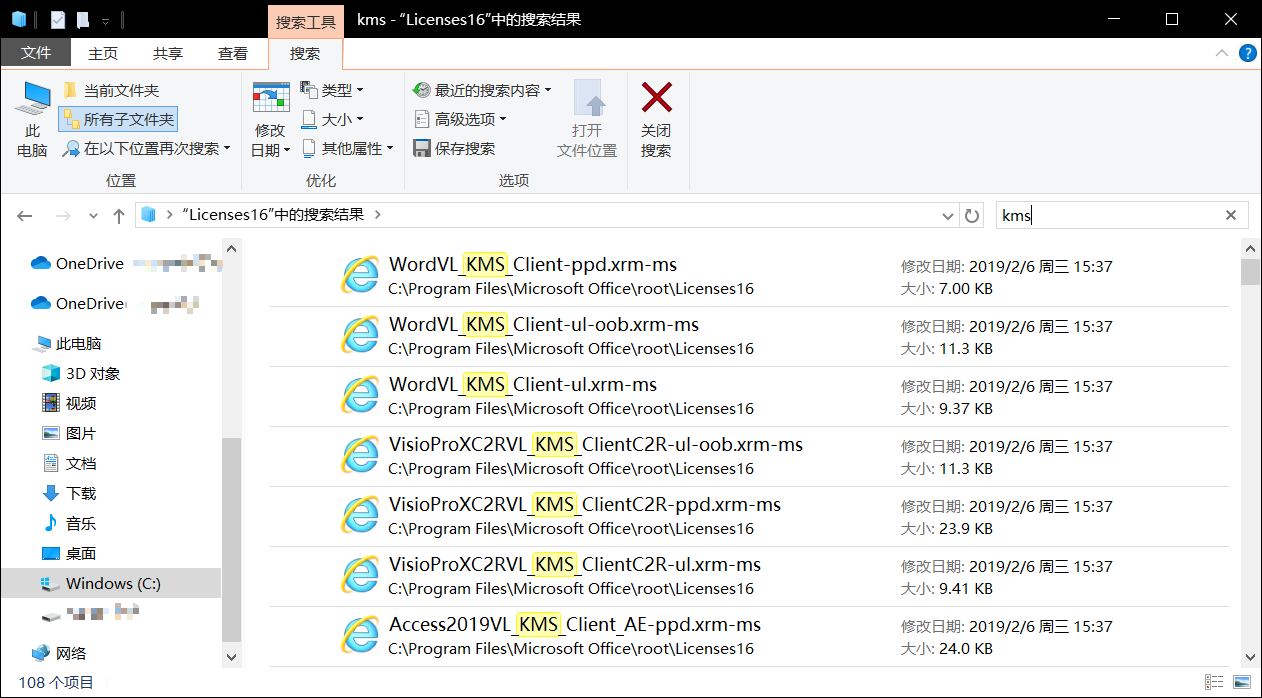 搜索工具
kms - “Licenses16”中的搜索结果
文件 主页 共享 查看 搜索
此电脑
当前文件夹
所有子文件夹
在以下位置再次搜索
位置
修改日期
类型
大小
其他属性
优化
最近的搜索内容
高级选项
保存搜索
打开文件位置
选项
关闭搜索
“Licenses16”中的搜索结果
kms
OneDrive
OneDrive
此电脑
3D 对象
视频
图片
文档
下载
音乐
桌面
Windows (C:)
网络
WordVL_KMS_Client-ppd.xrm-ms
修改日期: 2019/2/6 周三 15:37
C:\Program Files\Microsoft Office\root\Licenses16
大小: 7.00 KB
WordVL_KMS_Client-ul-oob.xrm-ms
修改日期: 2019/2/6 周三 15:37
C:\Program Files\Microsoft Office\root\Licenses16
大小: 11.3 KB
WordVL_KMS_Client-ul.xrm-ms
修改日期: 2019/2/6 周三 15:37
C:\Program Files\Microsoft Office\root\Licenses16
大小: 9.37 KB
VisioProXC2RVL_KMS_ClientC2R-ul-oob.xrm-ms
修改日期: 2019/2/6 周三 15:37
C:\Program Files\Microsoft Office\root\Licenses16
大小: 11.3 KB
VisioProXC2RVL_KMS_ClientC2R-ppd.xrm-ms
修改日期: 2019/2/6 周三 15:37
C:\Program Files\Microsoft Office\root\Licenses16
大小: 23.9 KB
VisioProXC2RVL_KMS_ClientC2R-ul.xrm-ms
修改日期: 2019/2/6 周三 15:37
C:\Program Files\Microsoft Office\root\Licenses16
大小: 9.41 KB
Access2019VL_KMS_Client_AE-ppd.xrm-ms
修改日期: 2019/2/6 周三 15:37
C:\Program Files\Microsoft Office\root\Licenses16
大小: 24.0 KB
108 个项目